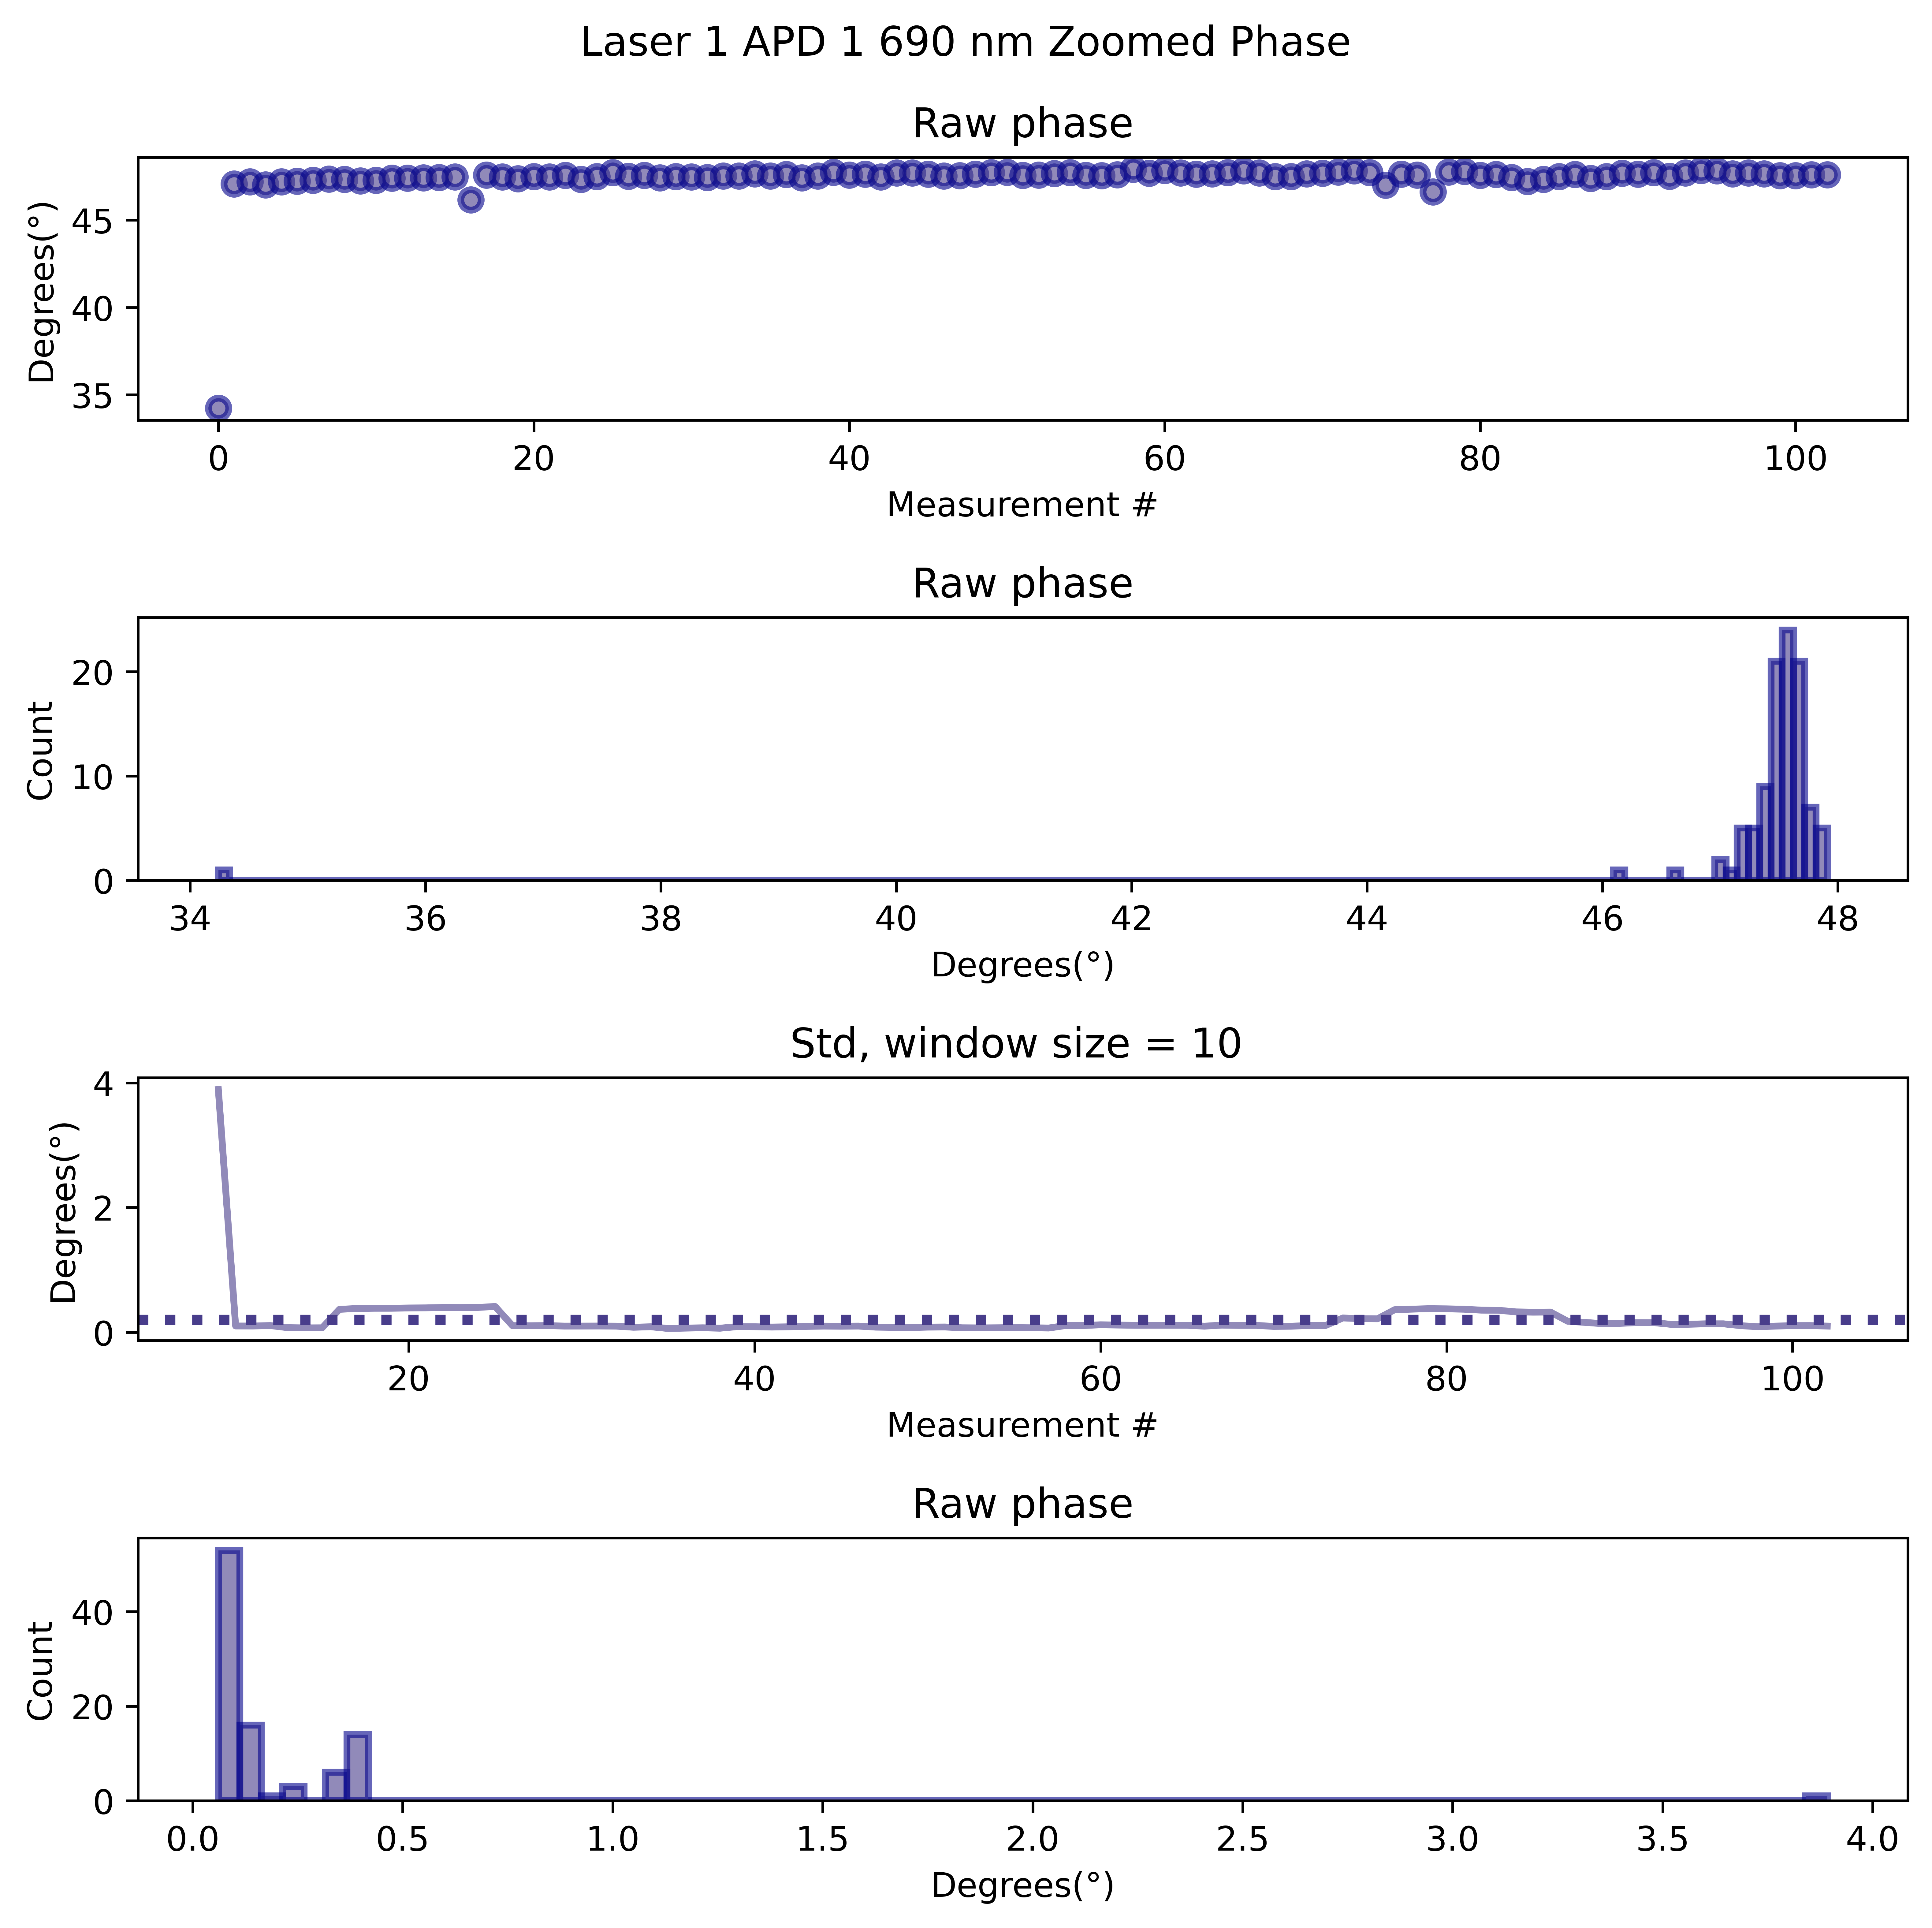 Laser 1 APD 1 690 nm Zoomed Phase
Raw phase
Degrees(°)
45
40
35
0 20 40 60 80 100
Measurement #
Raw phase
Count
20
10
0
34 36 38 40 42 44 46 48
Degrees(°)
Std, window size = 10
Degrees(°)
4
2
0
20 40 60 80 100
Measurement #
Raw phase
Count
40
20
0
0.0 0.5 1.0 1.5 2.0 2.5 3.0 3.5 4.0
Degrees(°)